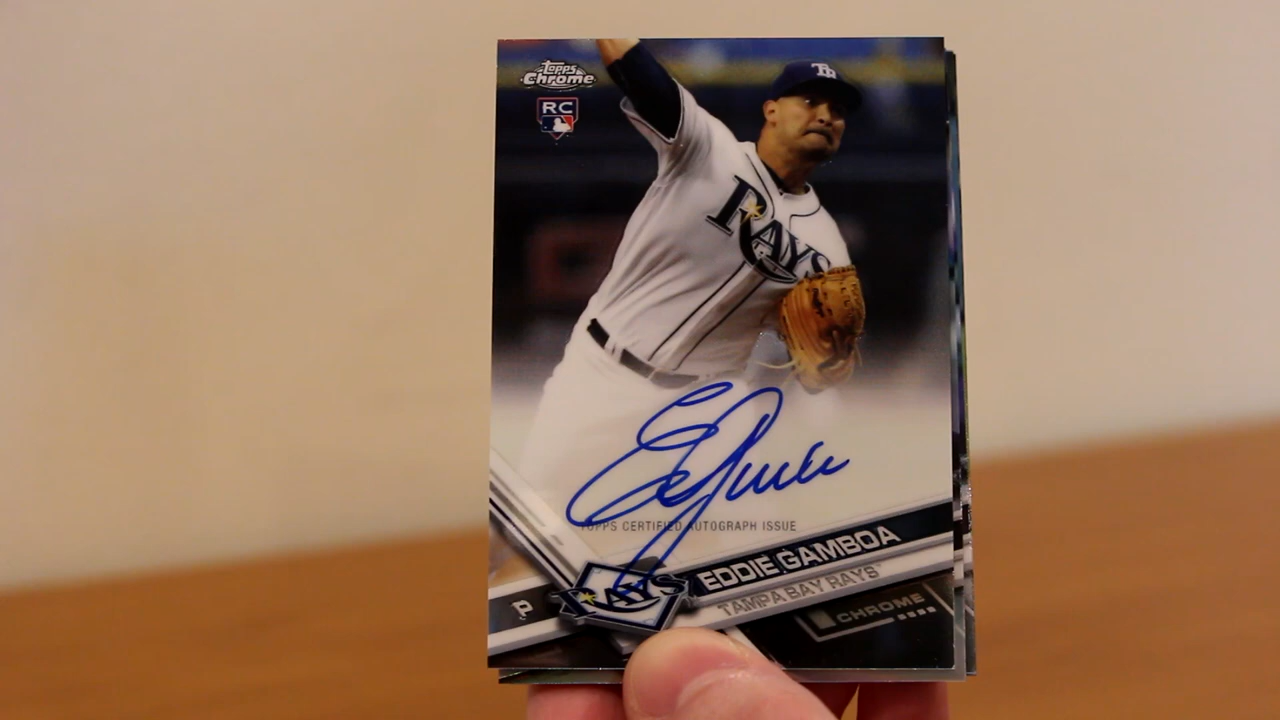 Topps
Chrome
RC
TB
RAYS
TOPPS CERTIFIED AUTOGRAPH ISSUE
EDDIE GAMBOA
RAYS
TAMPA BAY RAYS
P
CHROME